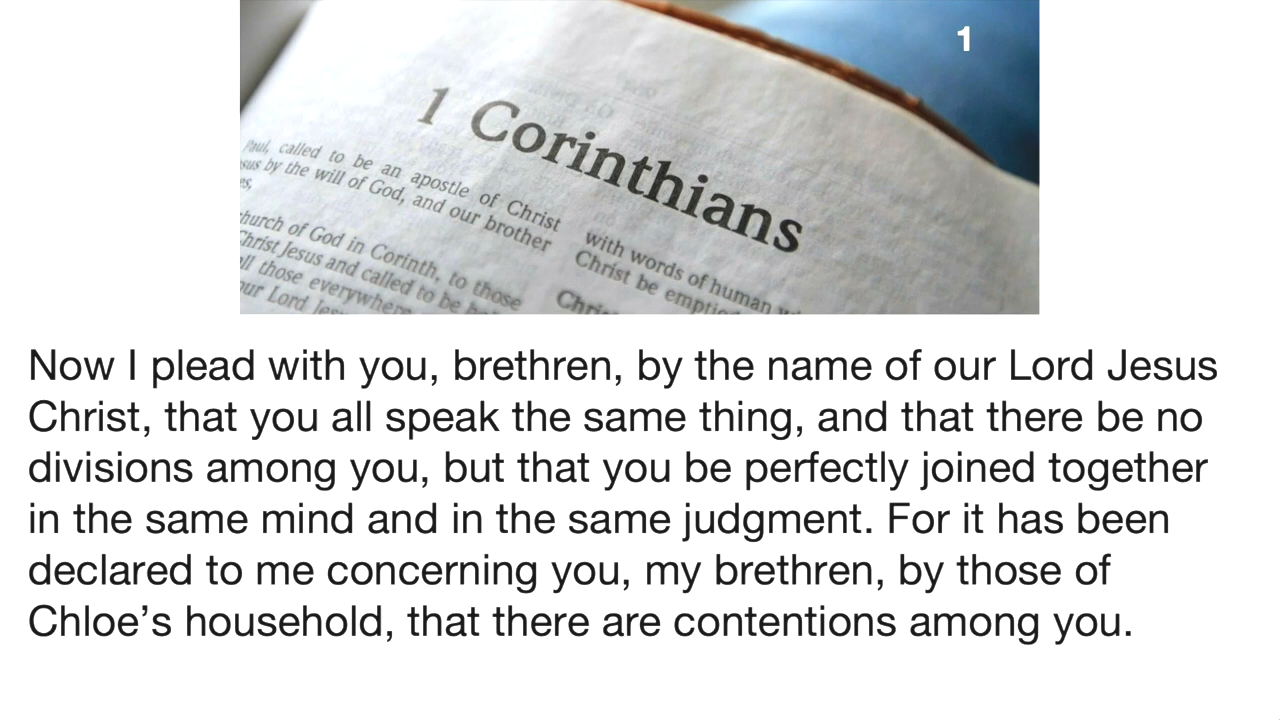 1
1 Corinthians
Paul, called to be an apostle of Christ
by the will of God, and our brother
church of God in Corinth, to those
Christ Jesus and called to be
those everywhere
our Lord
with words of human
Christ be emptied
Now I plead with you, brethren, by the name of our Lord Jesus
Christ, that you all speak the same thing, and that there be no
divisions among you, but that you be perfectly joined together
in the same mind and in the same judgment. For it has been
declared to me concerning you, my brethren, by those of
Chloe’s household, that there are contentions among you.